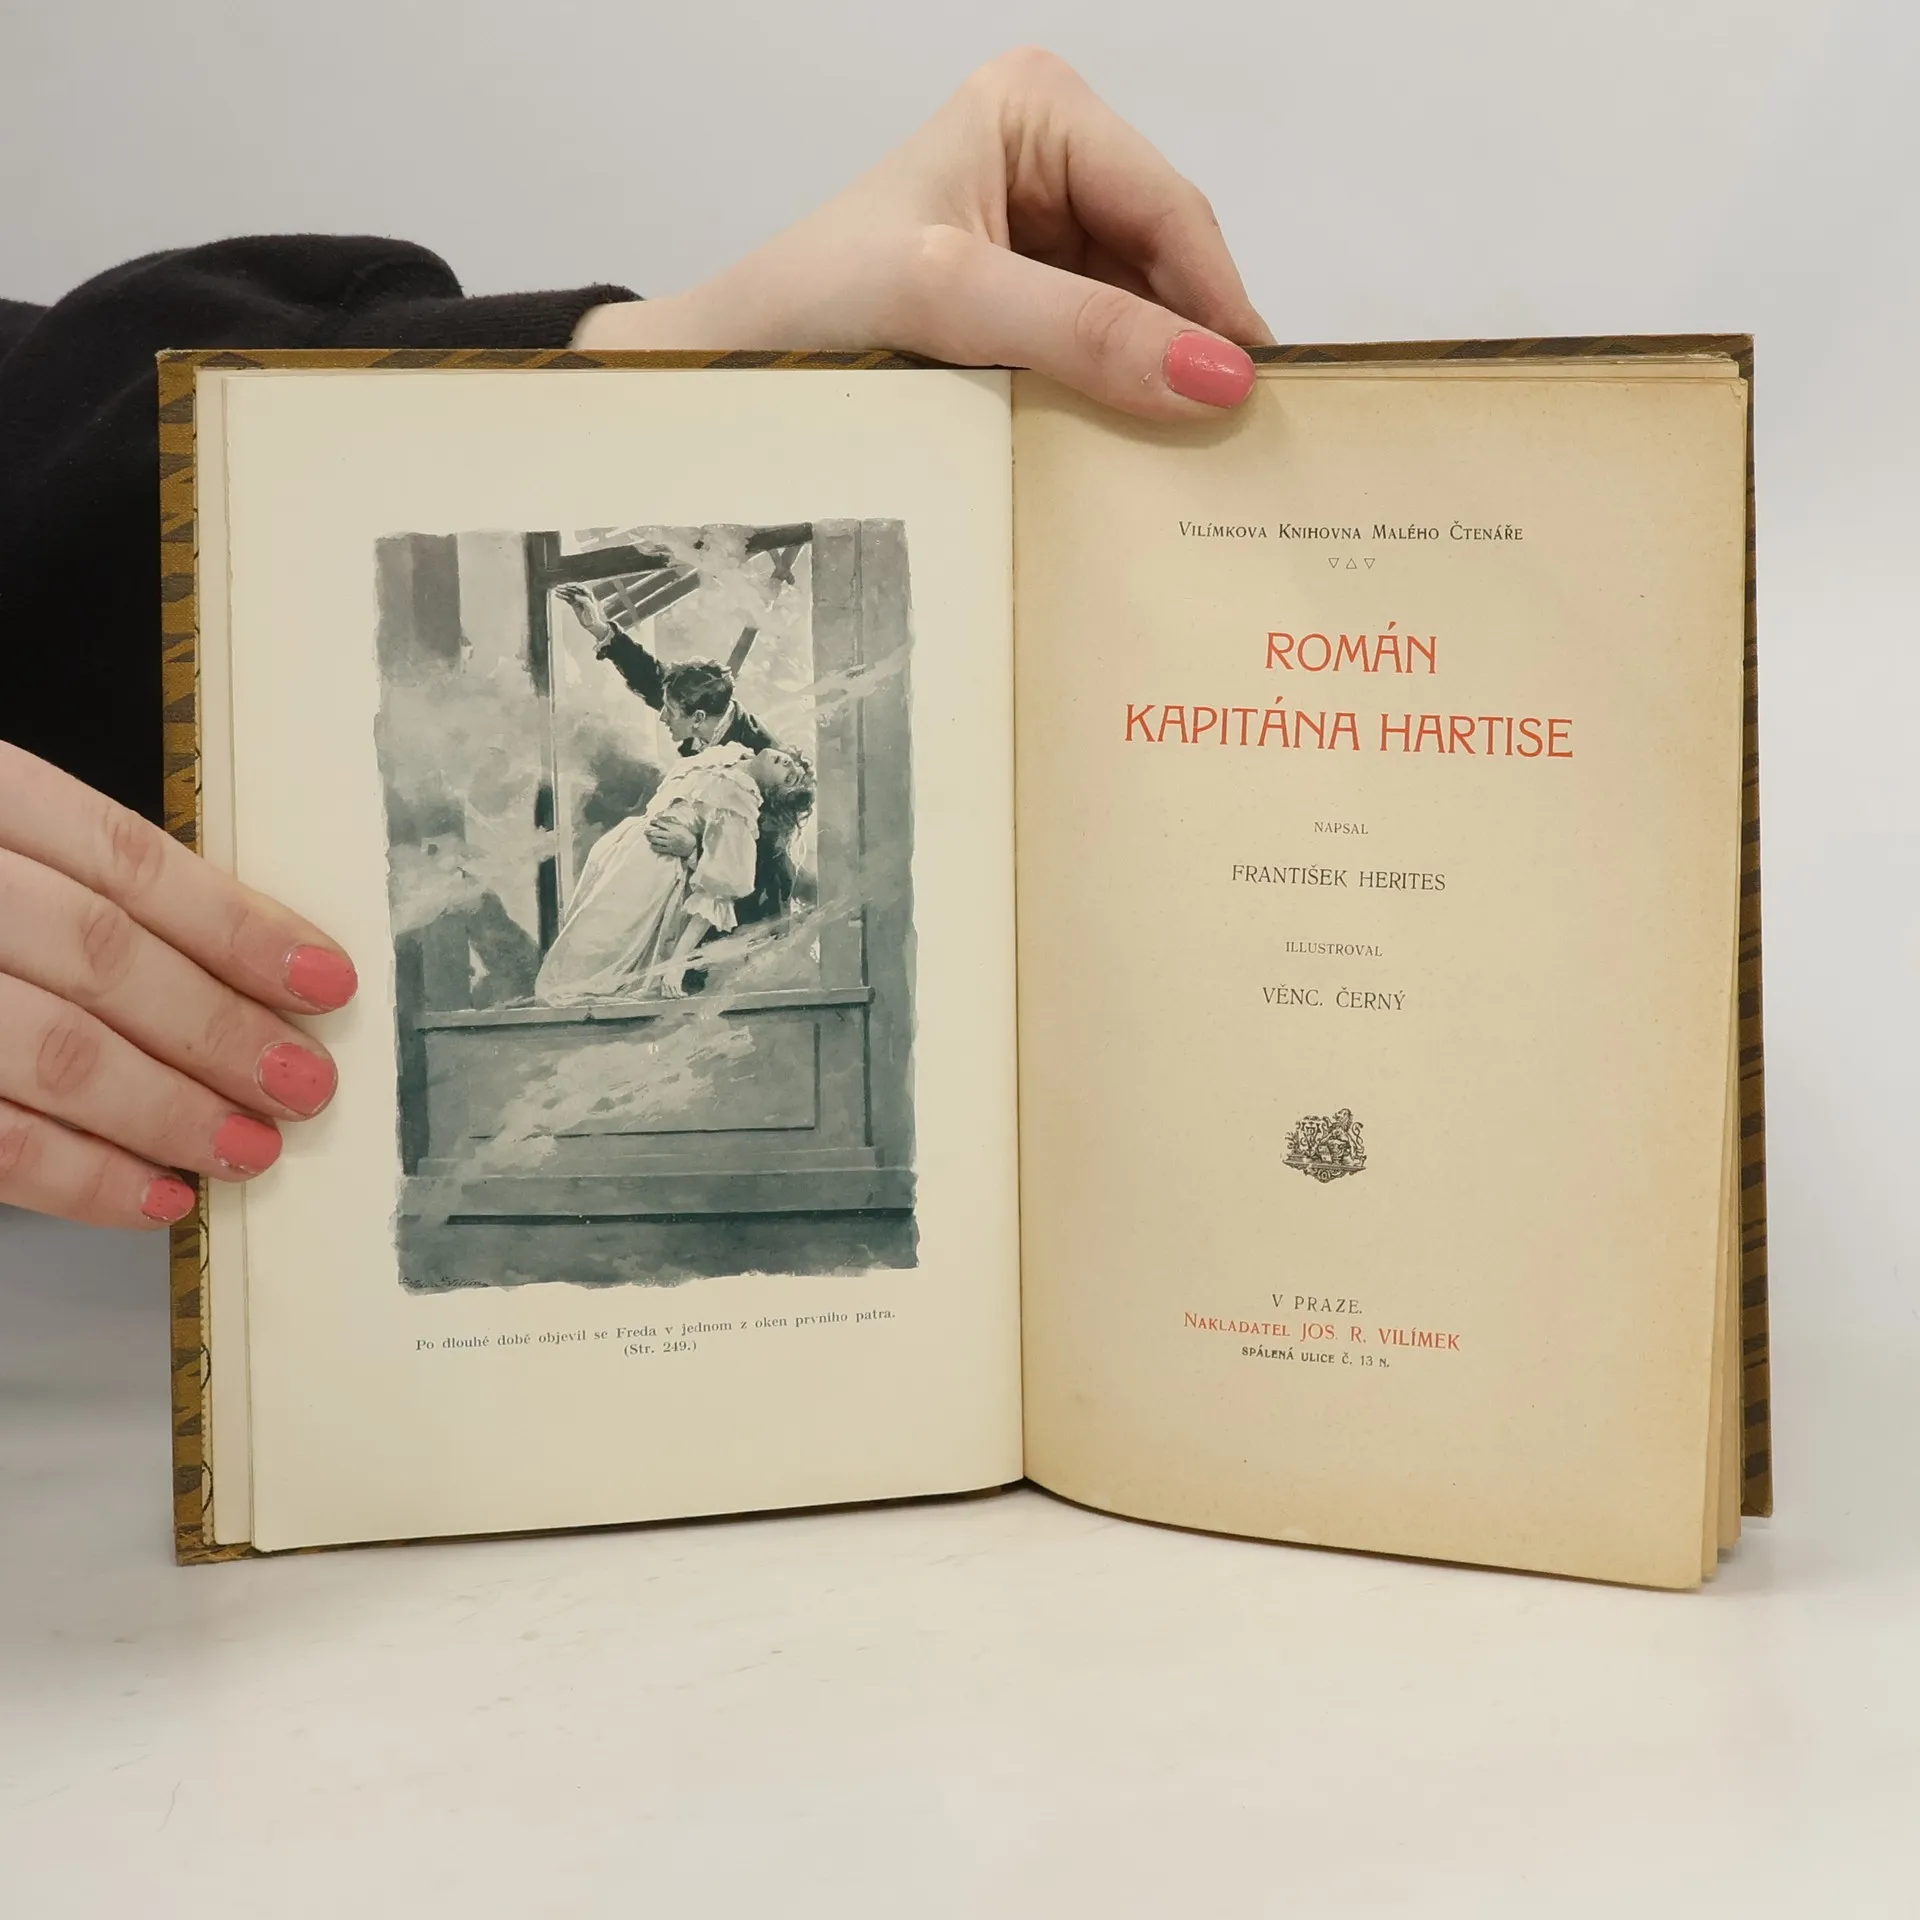 Po dlouhé době objevil se Freda v jednom z oken prvního patra.
(Str. 249.)
Vilímkova Knihovna Malého Čtenáře
ROMÁN
KAPITÁNA HARTISE
NAPSAL
FRANTIŠEK HERITES
ILLUSTROVAL
VĚNC. ČERNÝ
V PRAZE.
Nakladatel JOS. R. VILÍMEK
SPÁLENÁ ULICE Č. 13 N.